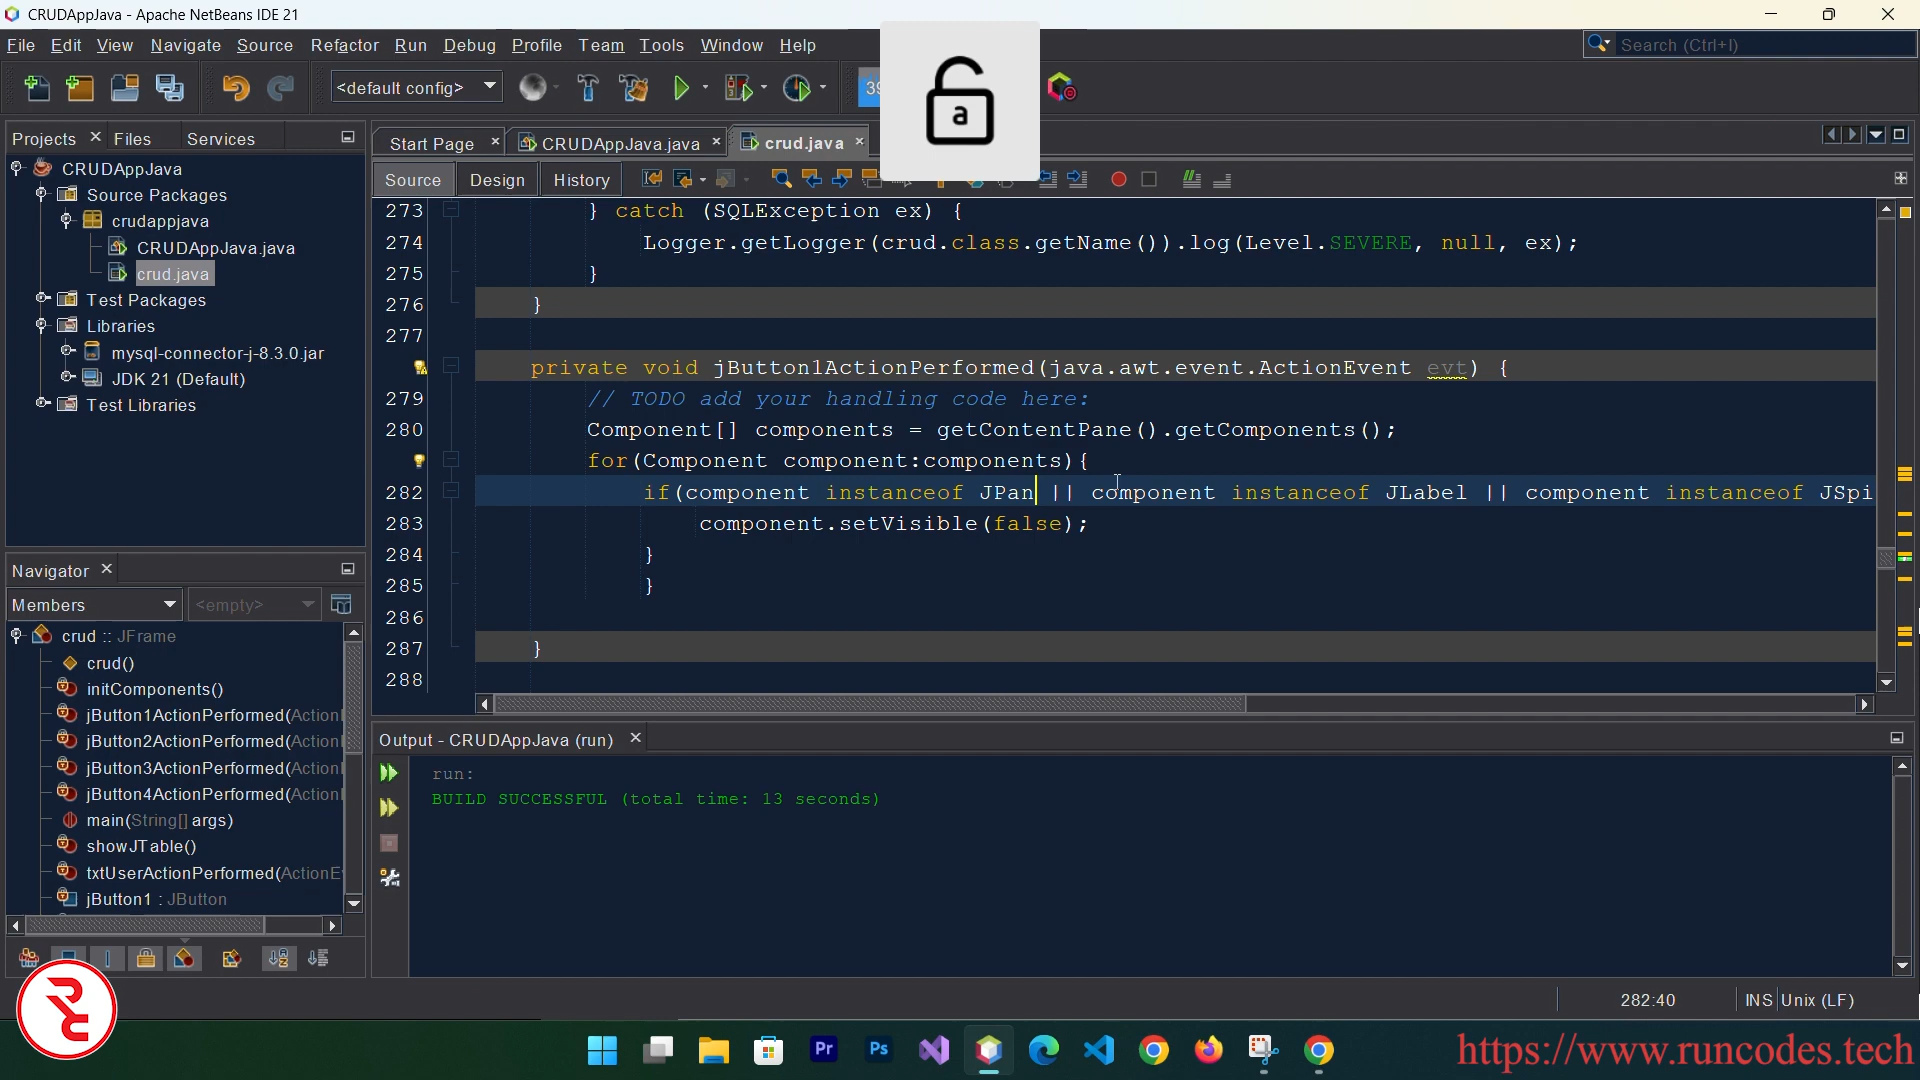 CRUDAppJava - Apache NetBeans IDE 21
File Edit View Navigate Source Refactor Run Debug Profile Team Tools Window Help
Search (Ctrl+I)
<default config>
39
a
Projects Files Services
Start Page CRUDAppJava.java crud.java
Source Design History
CRUDAppJava
Source Packages
crudappjava
CRUDAppJava.java
crud.java
Test Packages
Libraries
mysql-connector-j-8.3.0.jar
JDK 21 (Default)
Test Libraries
273 } catch (SQLException ex) {
274 Logger.getLogger(crud.class.getName()).log(Level.SEVERE, null, ex);
275 }
276 }
277
private void jButton1ActionPerformed(java.awt.event.ActionEvent evt) {
279 // TODO add your handling code here:
280 Component[] components = getContentPane().getComponents();
for(Component component:components){
282 if(component instanceof JPan || component instanceof JLabel || component instanceof JSpi
283 component.setVisible(false);
284 }
285 }
286
287 }
288
Navigator
Members <empty>
crud :: JFrame
crud()
initComponents()
jButton1ActionPerformed(ActionE
jButton2ActionPerformed(ActionE
jButton3ActionPerformed(ActionE
jButton4ActionPerformed(ActionE
main(String[] args)
showJTable()
txtUserActionPerformed(ActionE
jButton1 : JButton
Output - CRUDAppJava (run)
run:
BUILD SUCCESSFUL (total time: 13 seconds)
282:40 INS Unix (LF)
Pr Ps
https://www.runcodes.tech